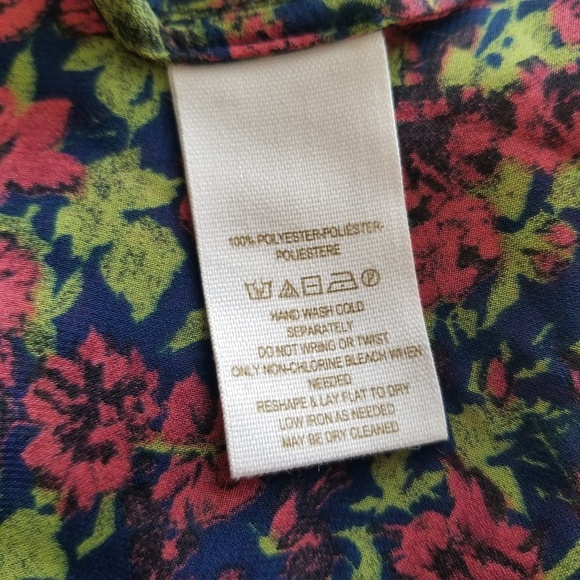 100% POLYESTER-POLIÉSTER-
POLIESTERE
HAND WASH COLD
SEPARATELY
DO NOT WRING OR TWIST
ONLY NON-CHLORINE BLEACH WHEN
NEEDED
RESHAPE & LAY FLAT TO DRY
LOW IRON AS NEEDED
MAY BE DRY CLEANED